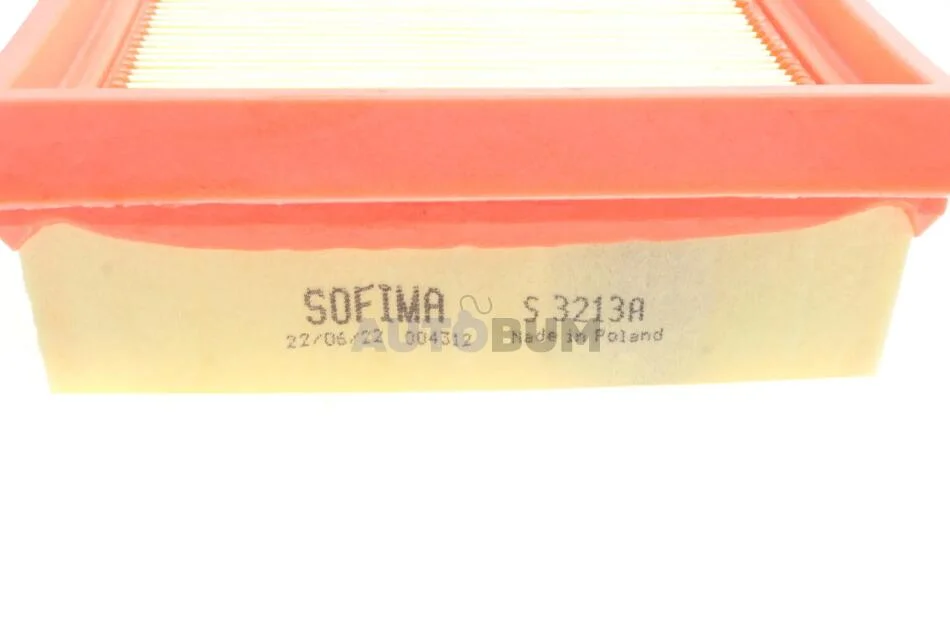 SOFIMA S 3213A
22/06/22 004312 Made in Poland
AUTOBUM